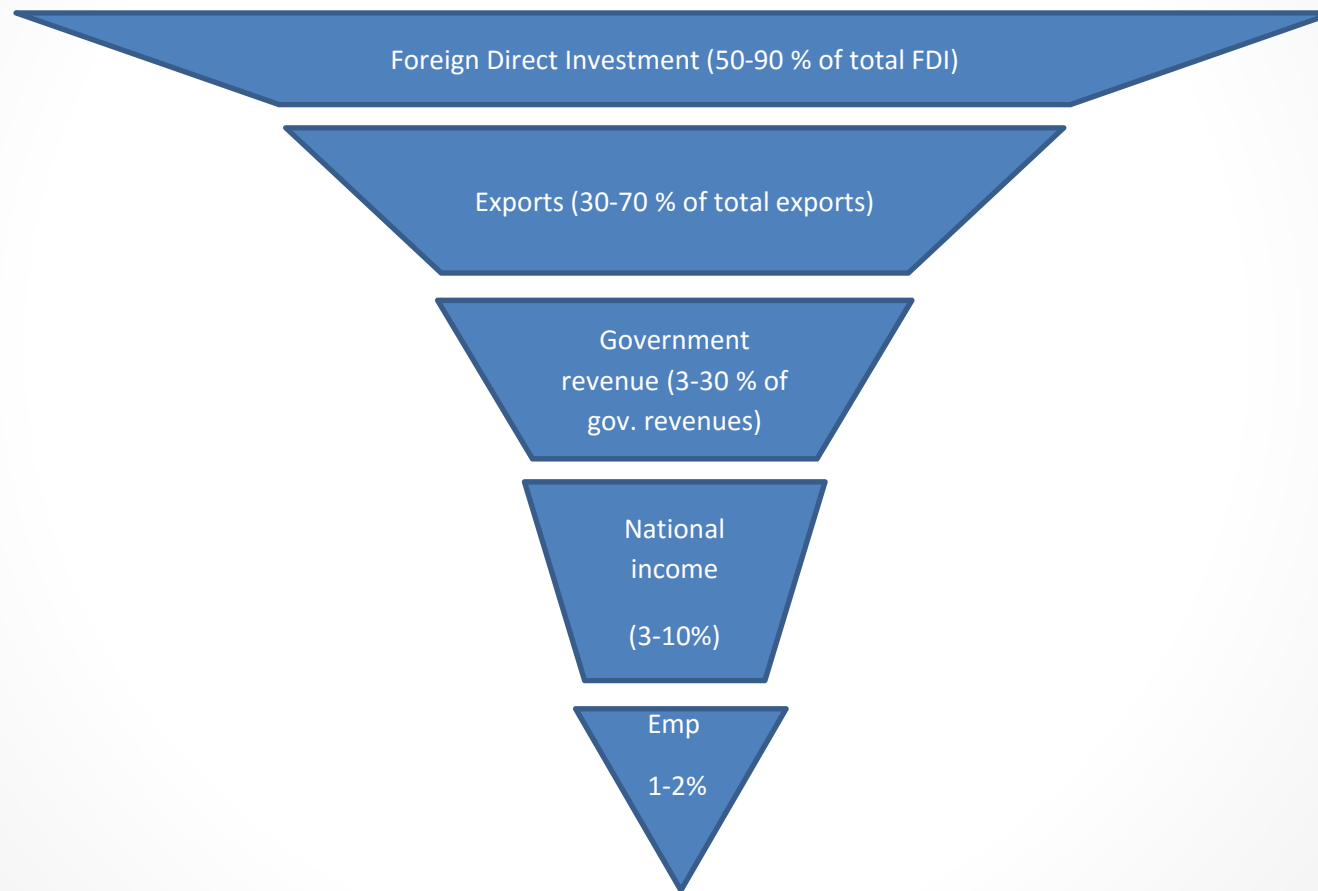 Foreign Direct Investment (50-90 % of total FDI)
Exports (30-70 % of total exports)
Government
revenue (3-30 % of
gov. revenues)
National
income
(3-10%)
Emp
1-2%